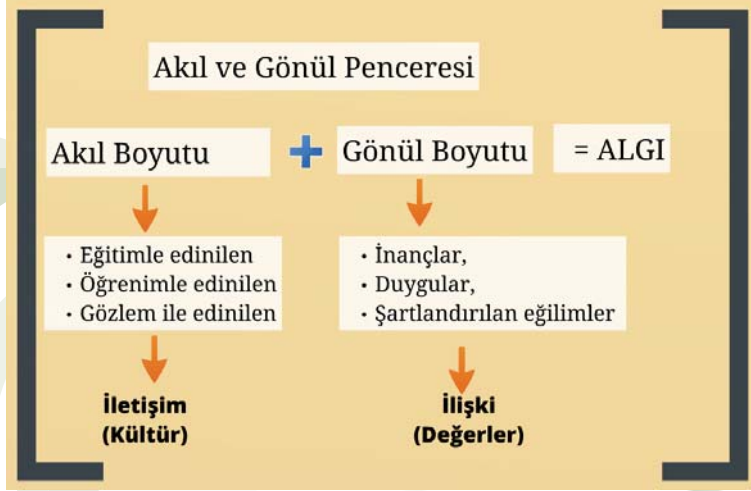 Akıl ve Gönül Penceresi
Akıl Boyutu + Gönül Boyutu = ALGI
• Eğitimle edinilen
• Öğrenimle edinilen
• Gözlem ile edinilen
• İnançlar,
• Duygular,
• Şartlandırılan eğilimler
İletişim
(Kültür)
İlişki
(Değerler)